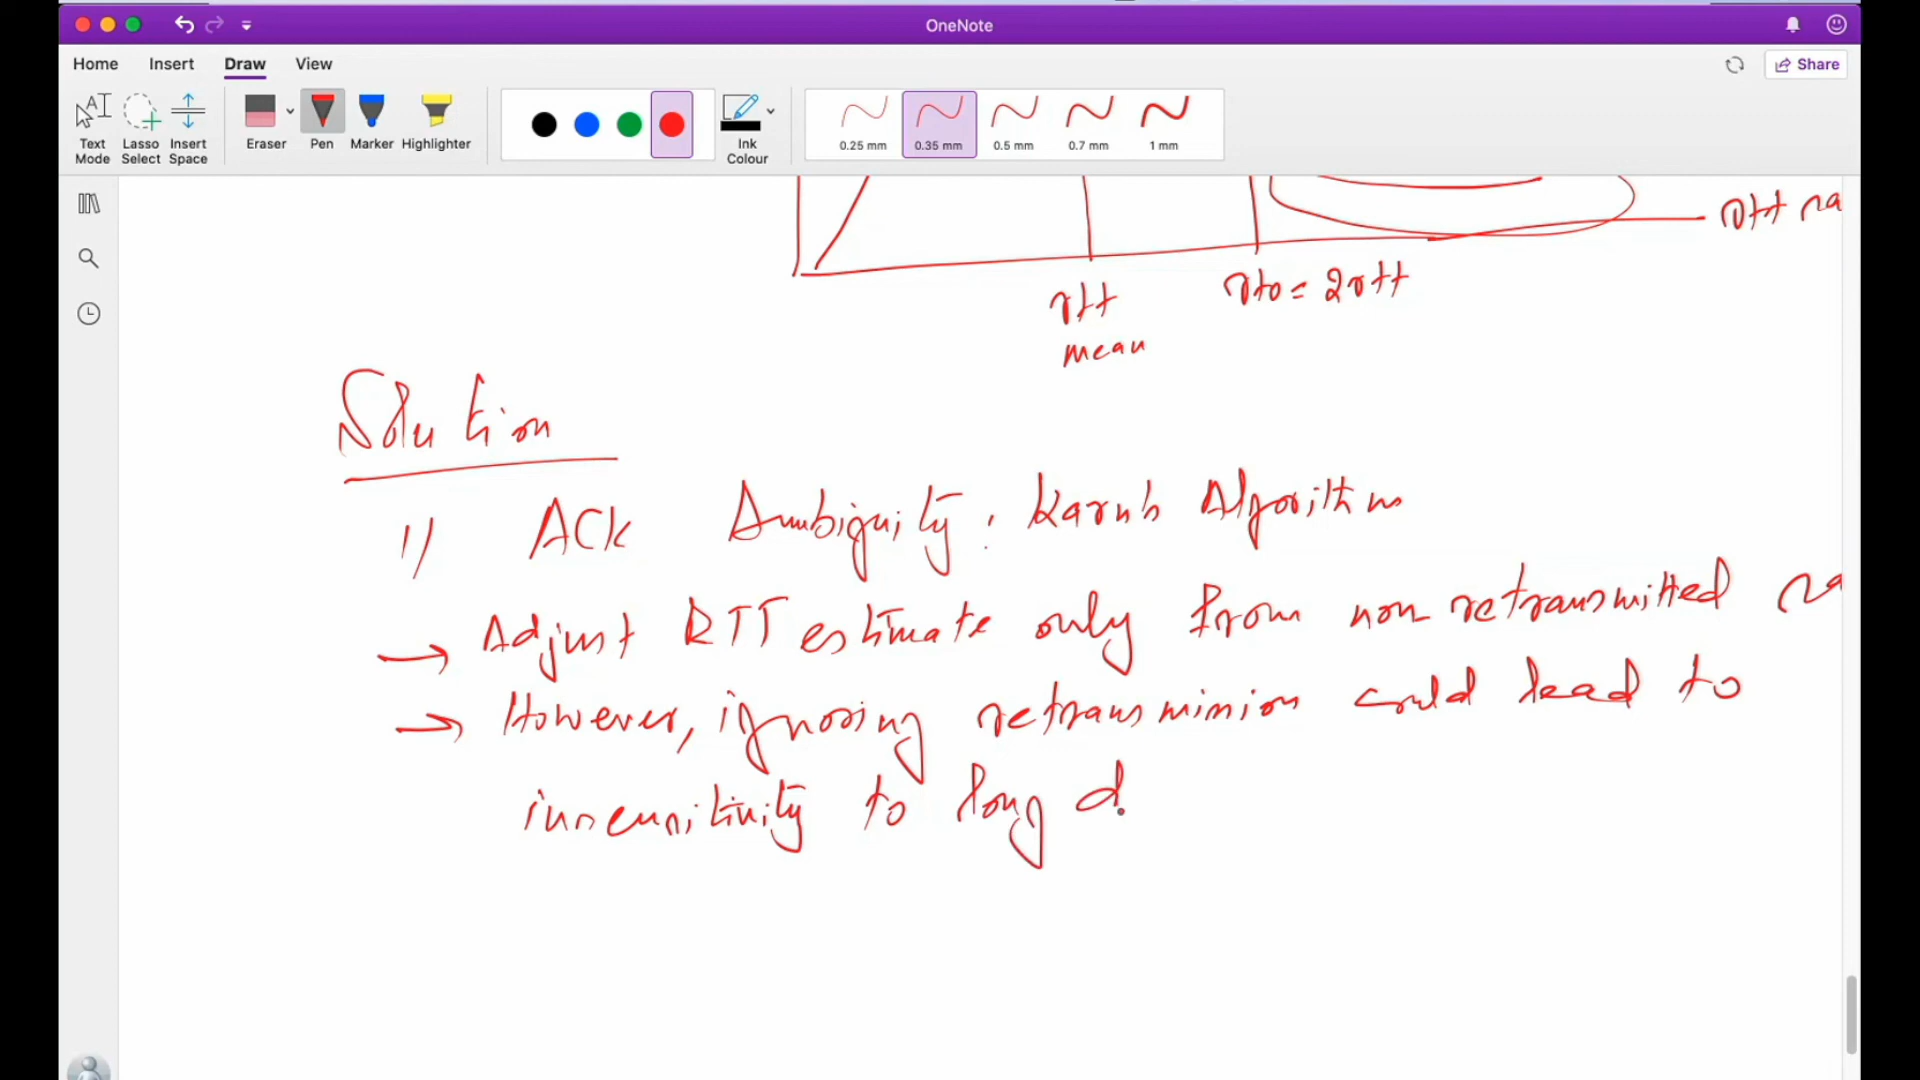 OneNote
Home Insert Draw View Share
Text Mode Lasso Select Insert Space Eraser Pen Marker Highlighter Ink Colour 0.25 mm 0.35 mm 0.5 mm 0.7 mm 1 mm
rtt
rtt mean
rto = 2rtt
Solution
1) ACK Ambiguity : Karn's Algorithm
→ Adjust RTT estimate only from non retransmitted
→ However, ignoring retransmission could lead to
insensitivity to long d